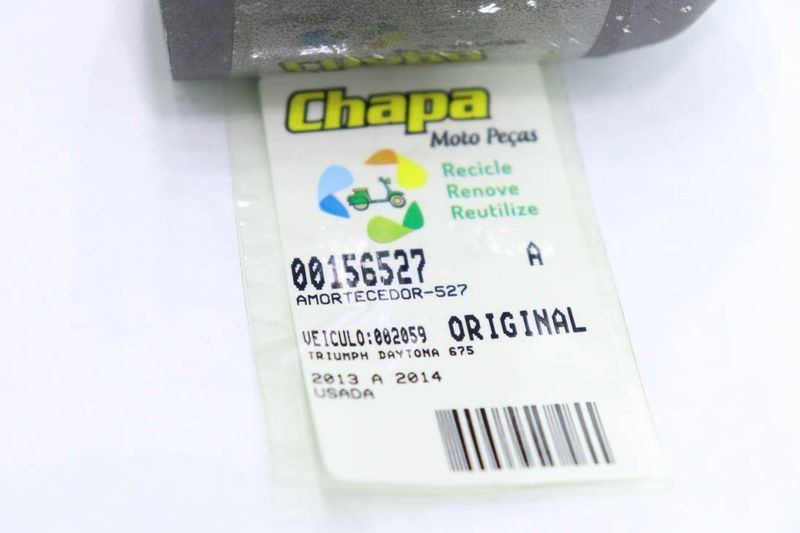 Chapa
Moto Peças
Recicle
Renove
Reutilize
00156527 A
AMORTECEDOR-527
VEICULO:002059 ORIGINAL
TRIUMPH DAYTONA 675
2013 A 2014
USADA